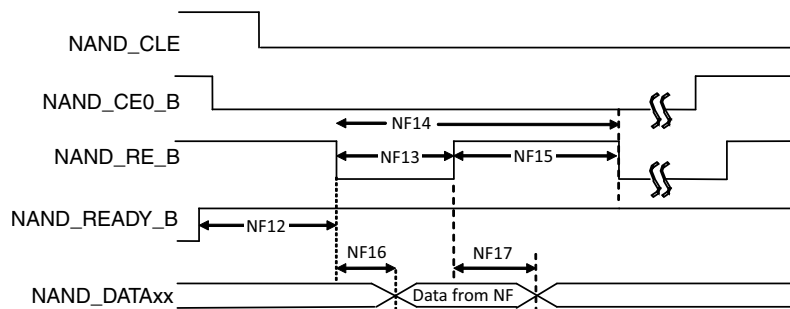 NAND_CLE
NAND_CE0_B
NF14
NAND_RE_B
NF13
NF15
NAND_READY_B
NF12
NF16
NF17
NAND_DATAxx
Data from NF